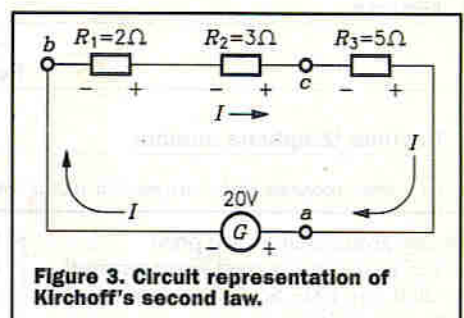 b R₁=2Ω R₂=3Ω R₃=5Ω
c
- + - + - +
I
I
I
20V
G a
+
Figure 3. Circuit representation of
Kirchoff's second law.